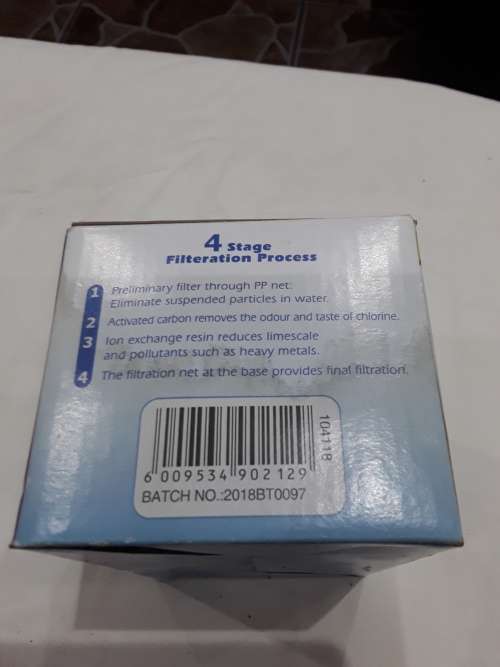 4 Stage
Filteration Process
1 Preliminary filter through PP net:
Eliminate suspended particles in water.
2 Activated carbon removes the odour and taste of chlorine.
3 Ion exchange resin reduces limescale
and pollutants such as heavy metals.
4 The filtration net at the base provides final filtration.
104118
6 009534 902129
BATCH NO.:2018BT0097